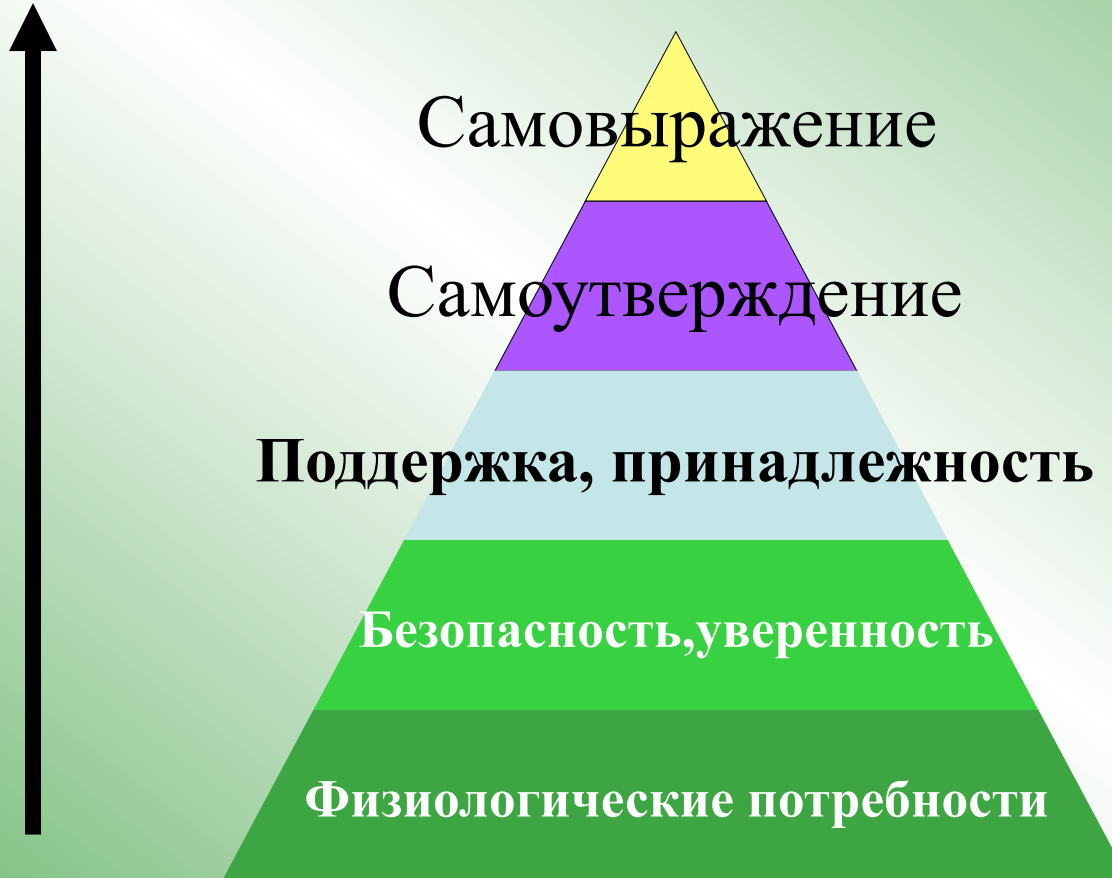 Самовыражение
Самоутверждение
Поддержка, принадлежность
Безопасность,уверенность
Физиологические потребности